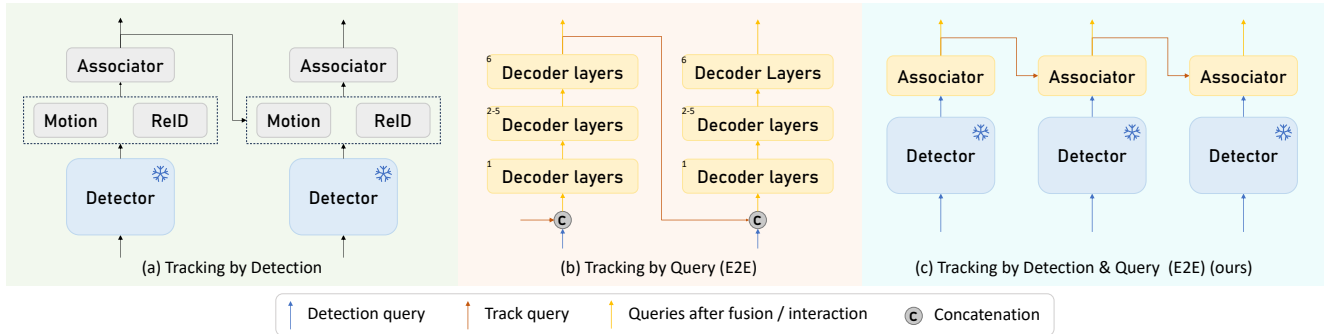 Associator
Associator
Motion
ReID
Motion
ReID
Detector
Detector
(a) Tracking by Detection
6
Decoder layers
6
Decoder Layers
2-5
Decoder layers
2-5
Decoder layers
1
Decoder layers
1
Decoder layers
C
C
(b) Tracking by Query (E2E)
Associator
Associator
Associator
Detector
Detector
Detector
(c) Tracking by Detection & Query (E2E) (ours)
Detection query
Track query
Queries after fusion / interaction
C
Concatenation